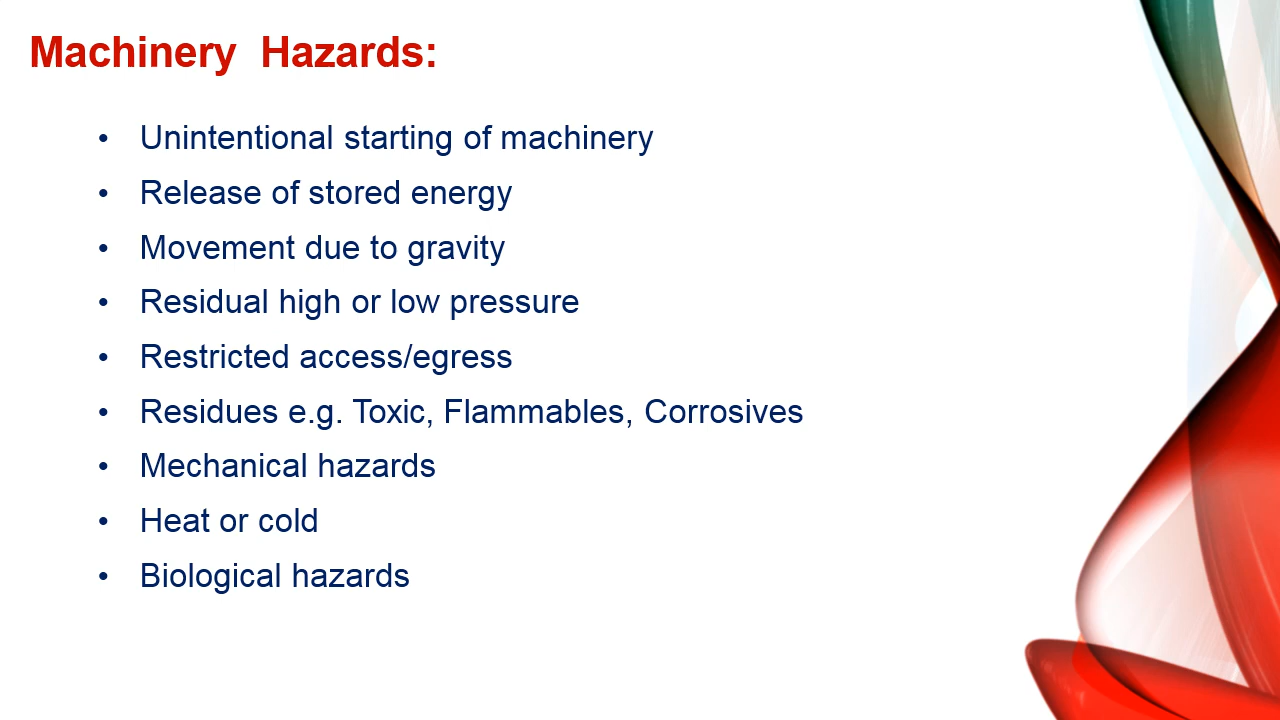 Machinery  Hazards:
• Unintentional starting of machinery
• Release of stored energy
• Movement due to gravity
• Residual high or low pressure
• Restricted access/egress
• Residues e.g. Toxic, Flammables, Corrosives
• Mechanical hazards
• Heat or cold
• Biological hazards